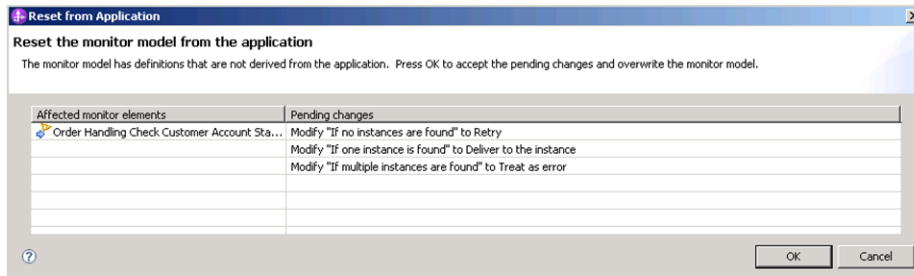 Reset from Application
Reset the monitor model from the application
The monitor model has definitions that are not derived from the application. Press OK to accept the pending changes and overwrite the monitor model.
Affected monitor elements Pending changes
Order Handling Check Customer Account Sta... Modify "If no instances are found" to Retry
Modify "If one instance is found" to Deliver to the instance
Modify "If multiple instances are found" to Treat as error
? OK Cancel